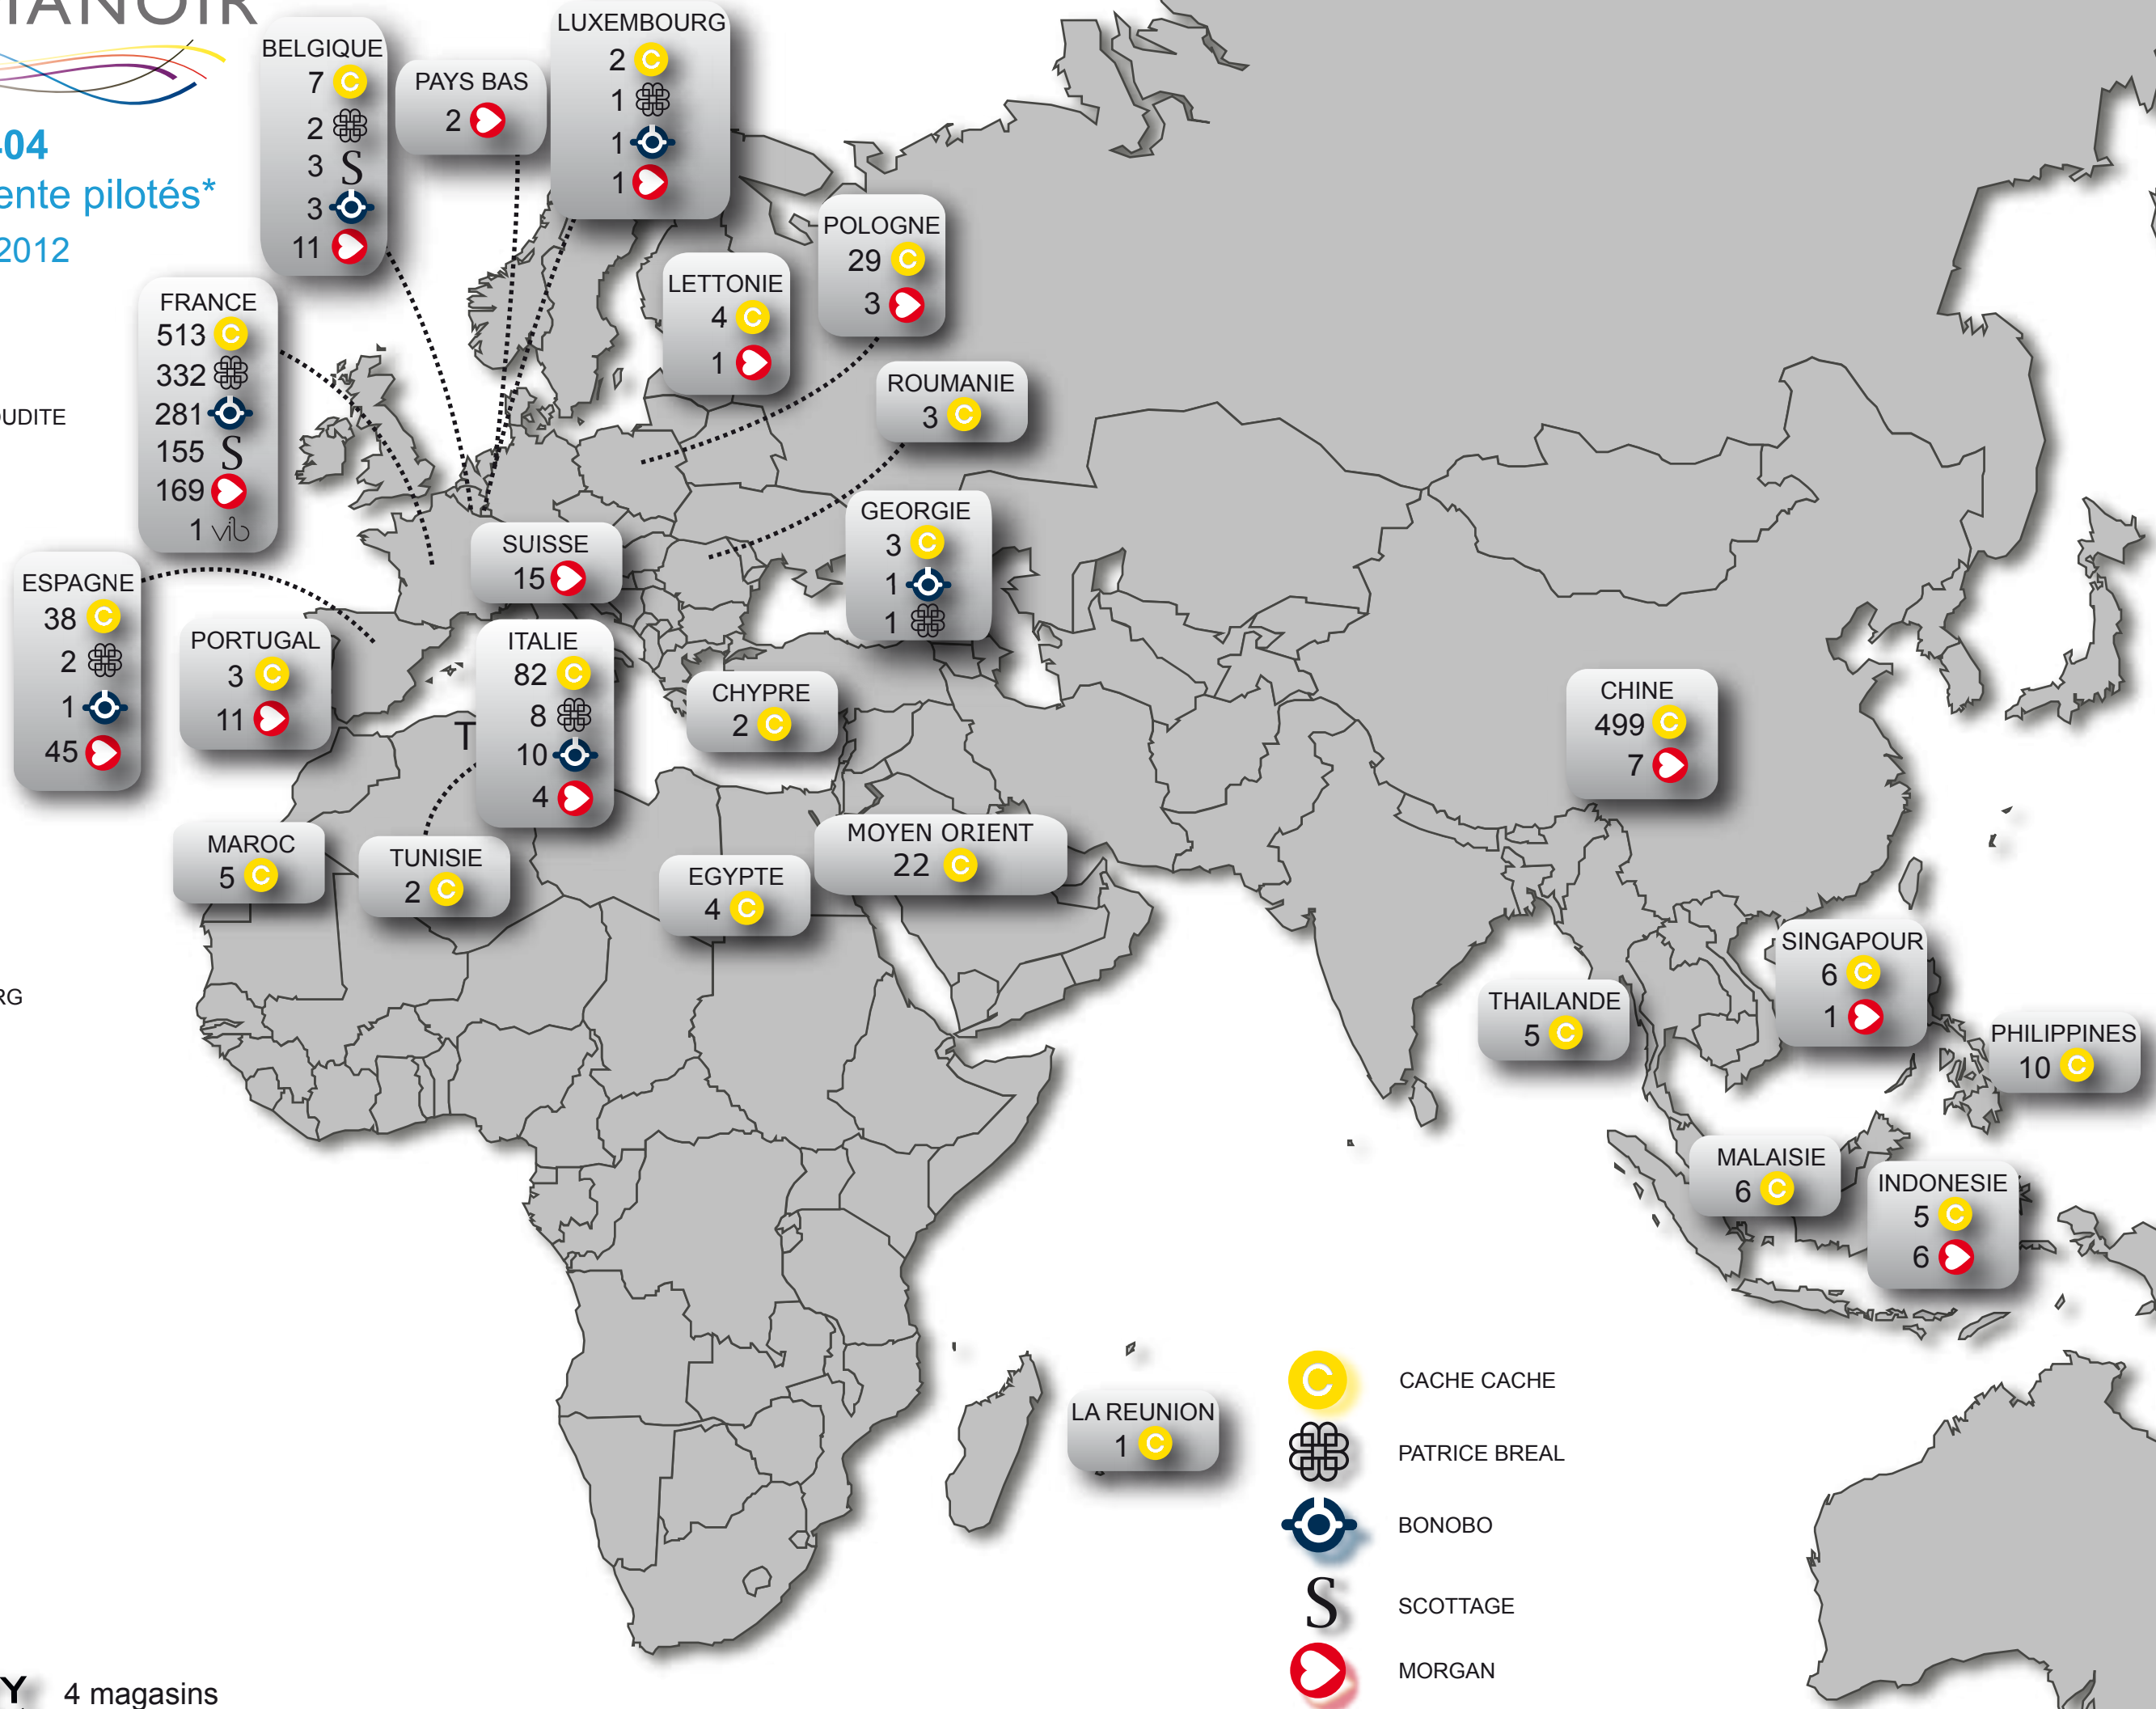 BELGIQUE
7
2
3 S
3
11
PAYS BAS
2
LUXEMBOURG
2
1
1
1
04
ente pilotés*
2012
POLOGNE
29
3
LETTONIE
4
1
FRANCE
513
332
281
155 S
169
1 vib
ROUMANIE
3
UDITE
GEORGIE
3
1
1
SUISSE
15
ESPAGNE
38
2
1
45
PORTUGAL
3
11
T
ITALIE
82
8
10
4
CHYPRE
2
CHINE
499
7
MAROC
5
TUNISIE
2
EGYPTE
4
MOYEN ORIENT
22
SINGAPOUR
6
1
THAILANDE
5
PHILIPPINES
10
RG
MALAISIE
6
INDONESIE
5
6
LA REUNION
1
C CACHE CACHE
PATRICE BREAL
BONOBO
S SCOTTAGE
MORGAN
Y 4 magasins